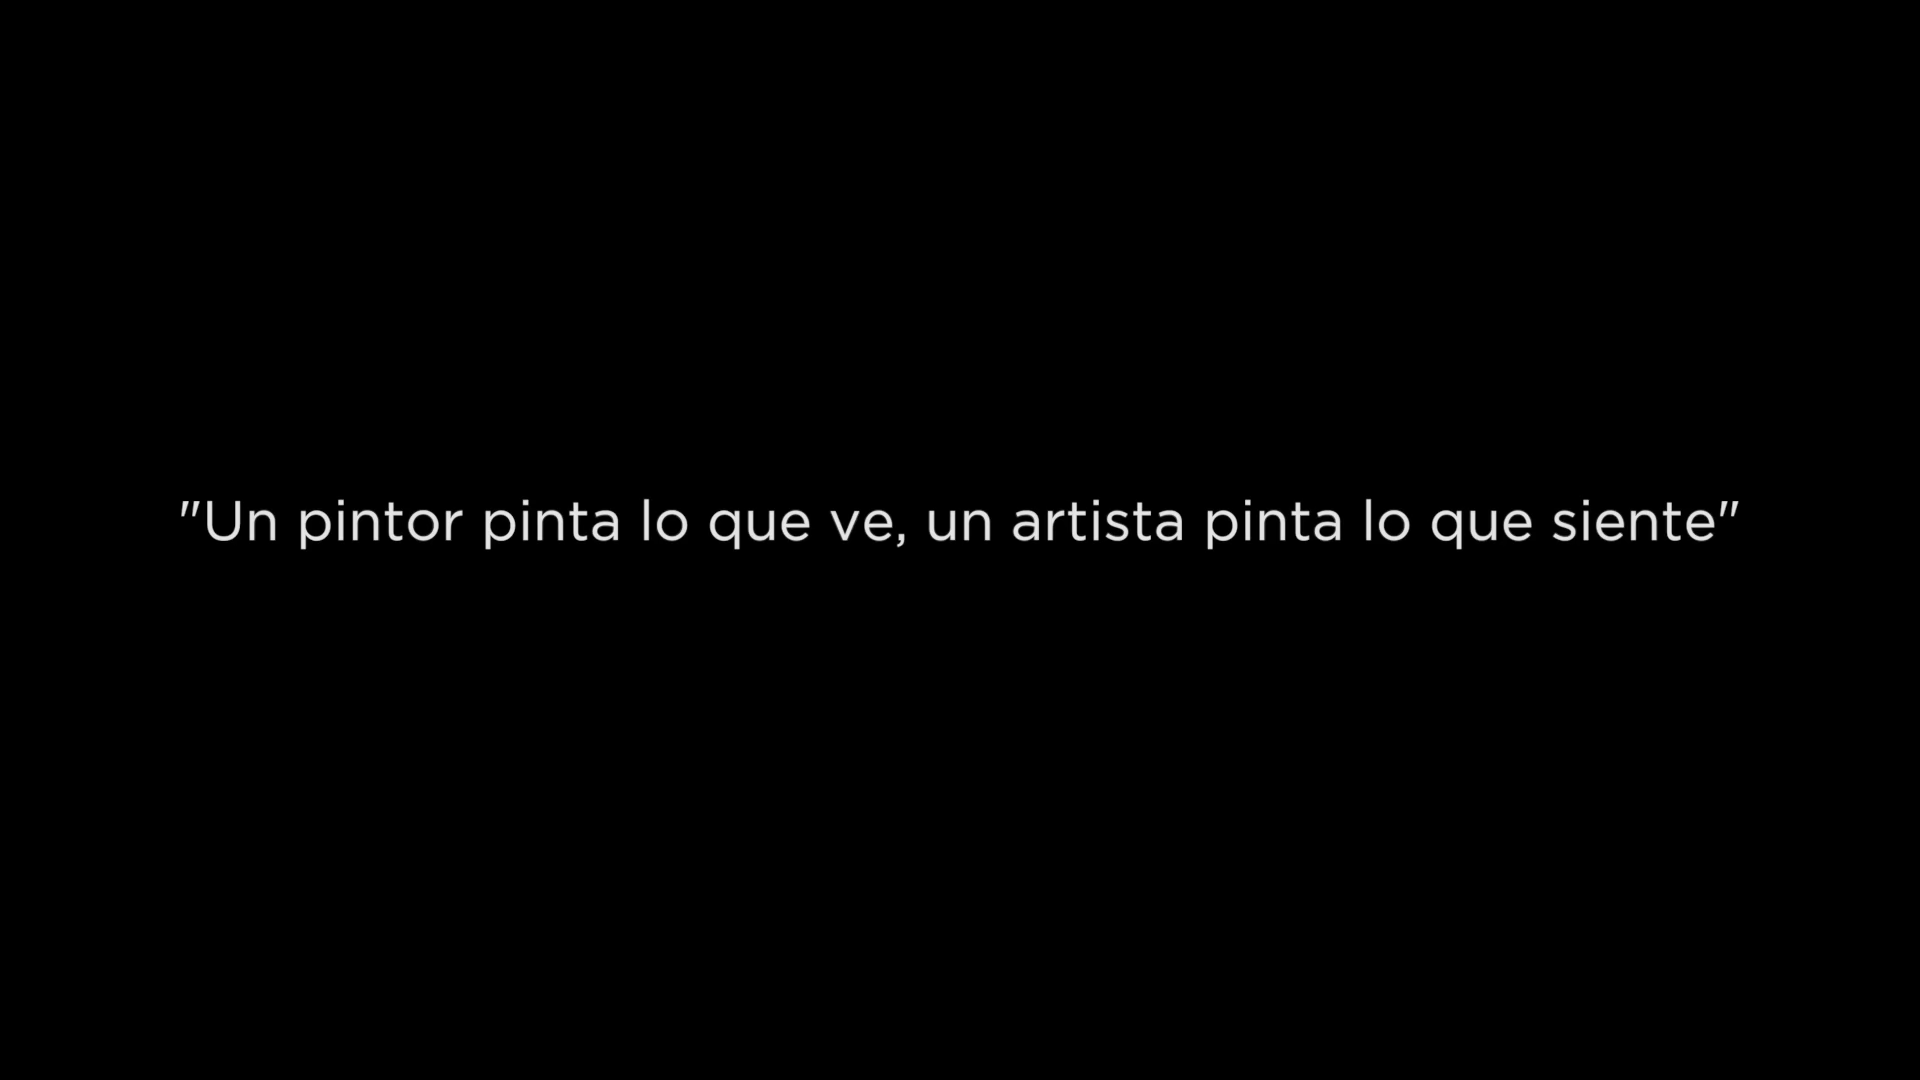 "Un pintor pinta lo que ve, un artista pinta lo que siente"